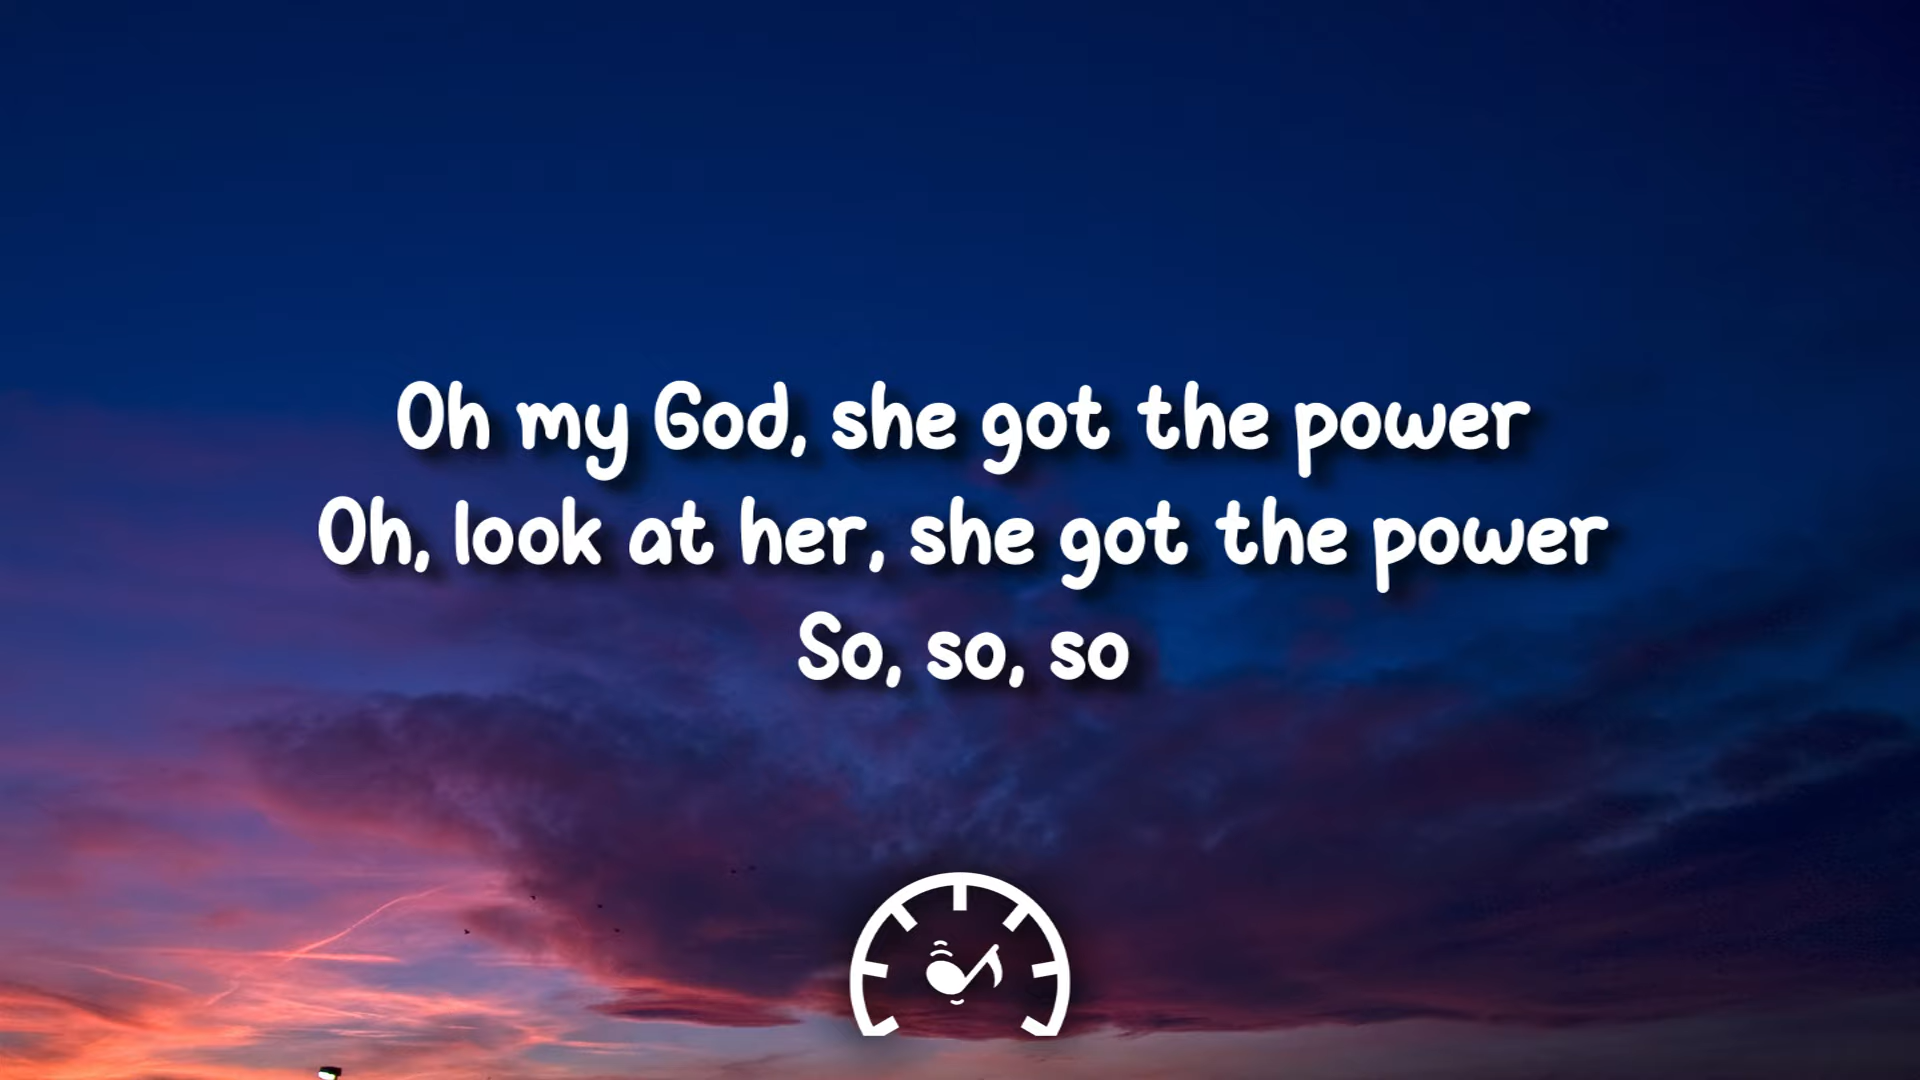 Oh my God, she got the power
Oh, look at her, she got the power
So, so, so